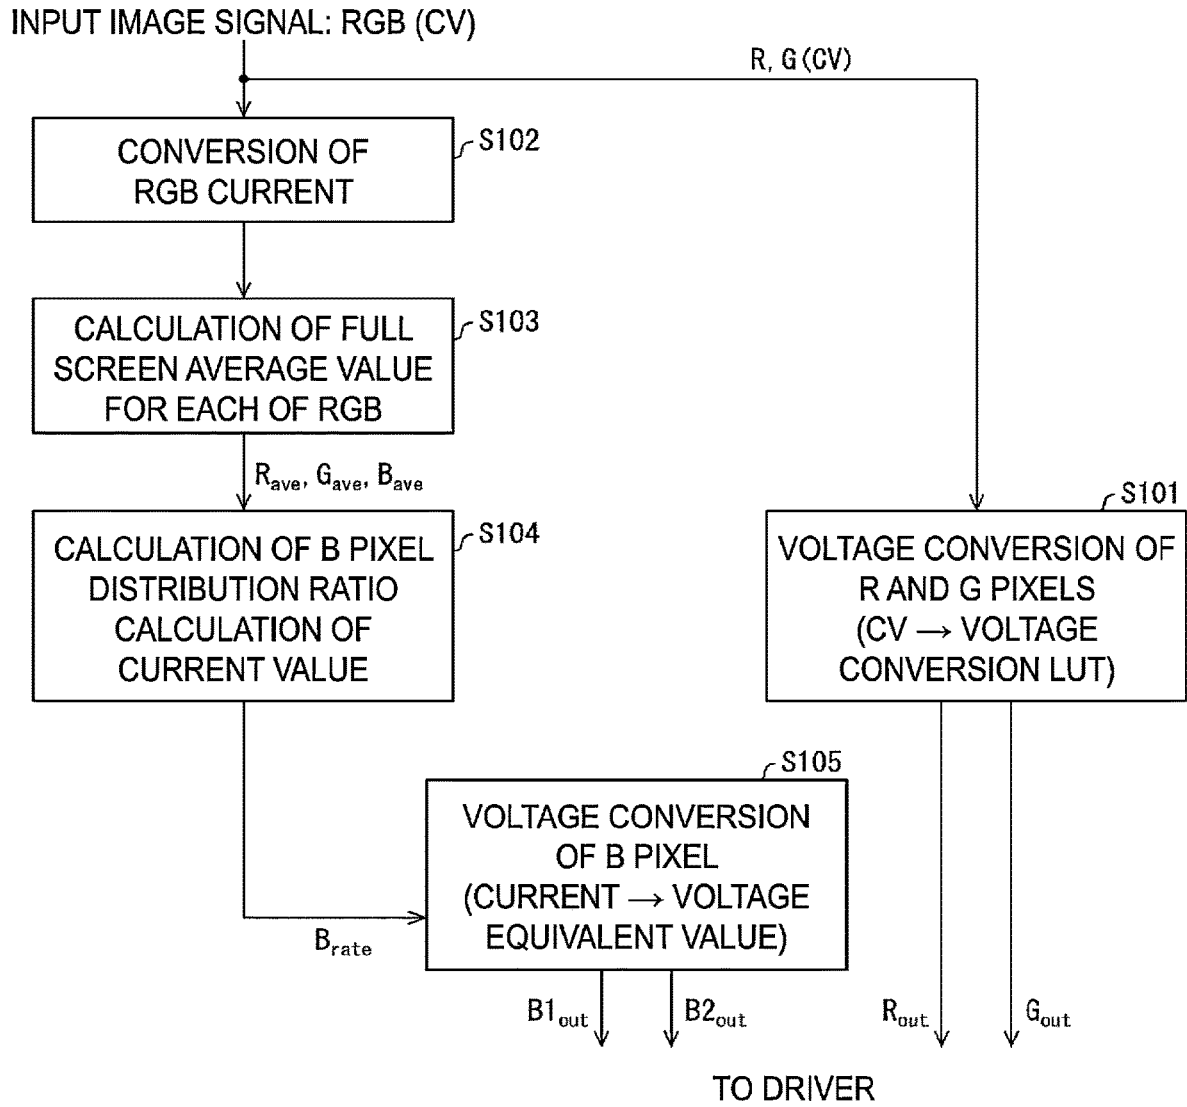 INPUT IMAGE SIGNAL: RGB (CV)
R, G (CV)
S102
CONVERSION OF
RGB CURRENT
S103
CALCULATION OF FULL
SCREEN AVERAGE VALUE
FOR EACH OF RGB
Rave, Gave, Bave
S104
CALCULATION OF B PIXEL
DISTRIBUTION RATIO
CALCULATION OF
CURRENT VALUE
S101
VOLTAGE CONVERSION OF
R AND G PIXELS
(CV → VOLTAGE
CONVERSION LUT)
S105
VOLTAGE CONVERSION
OF B PIXEL
(CURRENT → VOLTAGE
EQUIVALENT VALUE)
Brate
B1out B2out Rout Gout
TO DRIVER